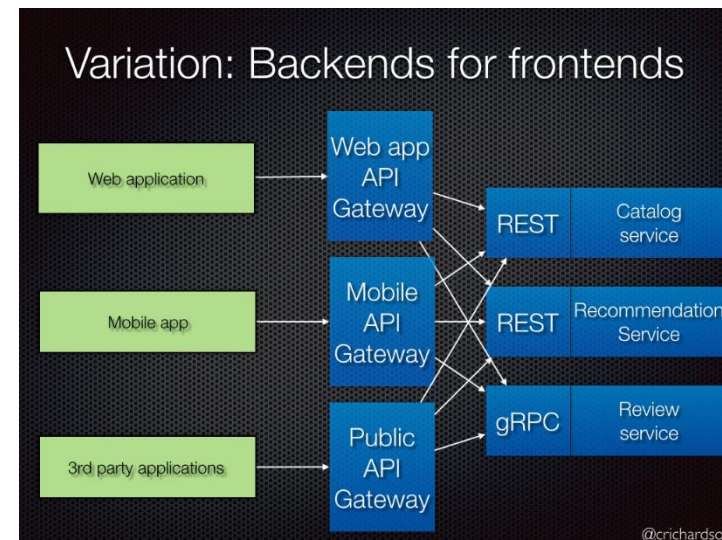 Variation: Backends for frontends
Web application
Web app
API
Gateway
REST
Catalog
service
Mobile app
Mobile
API
Gateway
REST
Recommendation
Service
3rd party applications
Public
API
Gateway
gRPC
Review
service
@crichardso